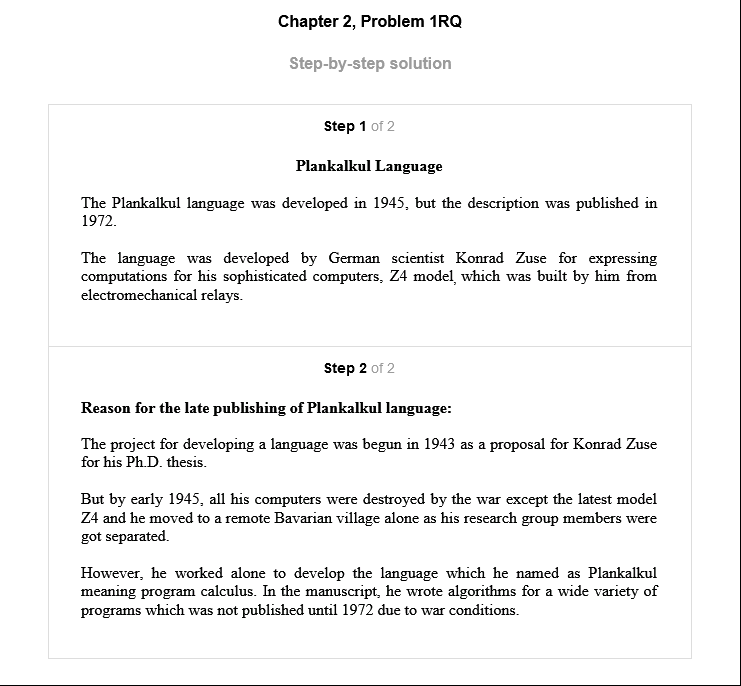 Chapter 2, Problem 1RQ
Step-by-step solution
Step 1 of 2
Plankalkul Language
The Plankalkul language was developed in 1945, but the description was published in
1972.
The language was developed by German scientist Konrad Zuse for expressing
computations for his sophisticated computers, Z4 model, which was built by him from
electromechanical relays.
Step 2 of 2
Reason for the late publishing of Plankalkul language:
The project for developing a language was begun in 1943 as a proposal for Konrad Zuse
for his Ph.D. thesis.
But by early 1945, all his computers were destroyed by the war except the latest model
Z4 and he moved to a remote Bavarian village alone as his research group members were
got separated.
However, he worked alone to develop the language which he named as Plankalkul
meaning program calculus. In the manuscript, he wrote algorithms for a wide variety of
programs which was not published until 1972 due to war conditions.